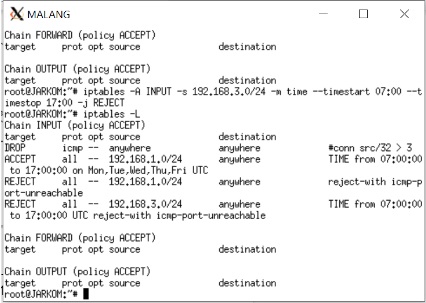 MALANG
Chain FORWARD (policy ACCEPT)
target prot opt source destination
Chain OUTPUT (policy ACCEPT)
target prot opt source destination
root@JARKOM:~# iptables -A INPUT -s 192.168.3.0/24 -m time --timestart 07:00 --t
imestop 17:00 -j REJECT
root@JARKOM:~# iptables -L
Chain INPUT (policy ACCEPT)
target prot opt source destination
DROP icmp -- anywhere anywhere #conn src/32 > 3
ACCEPT all -- 192.168.1.0/24 anywhere TIME from 07:00:00
to 17:00:00 on Mon,Tue,Wed,Thu,Fri UTC
REJECT all -- 192.168.1.0/24 anywhere reject-with icmp-p
ort-unreachable
REJECT all -- 192.168.3.0/24 anywhere TIME from 07:00:00
to 17:00:00 UTC reject-with icmp-port-unreachable
Chain FORWARD (policy ACCEPT)
target prot opt source destination
Chain OUTPUT (policy ACCEPT)
target prot opt source destination
root@JARKOM:~#